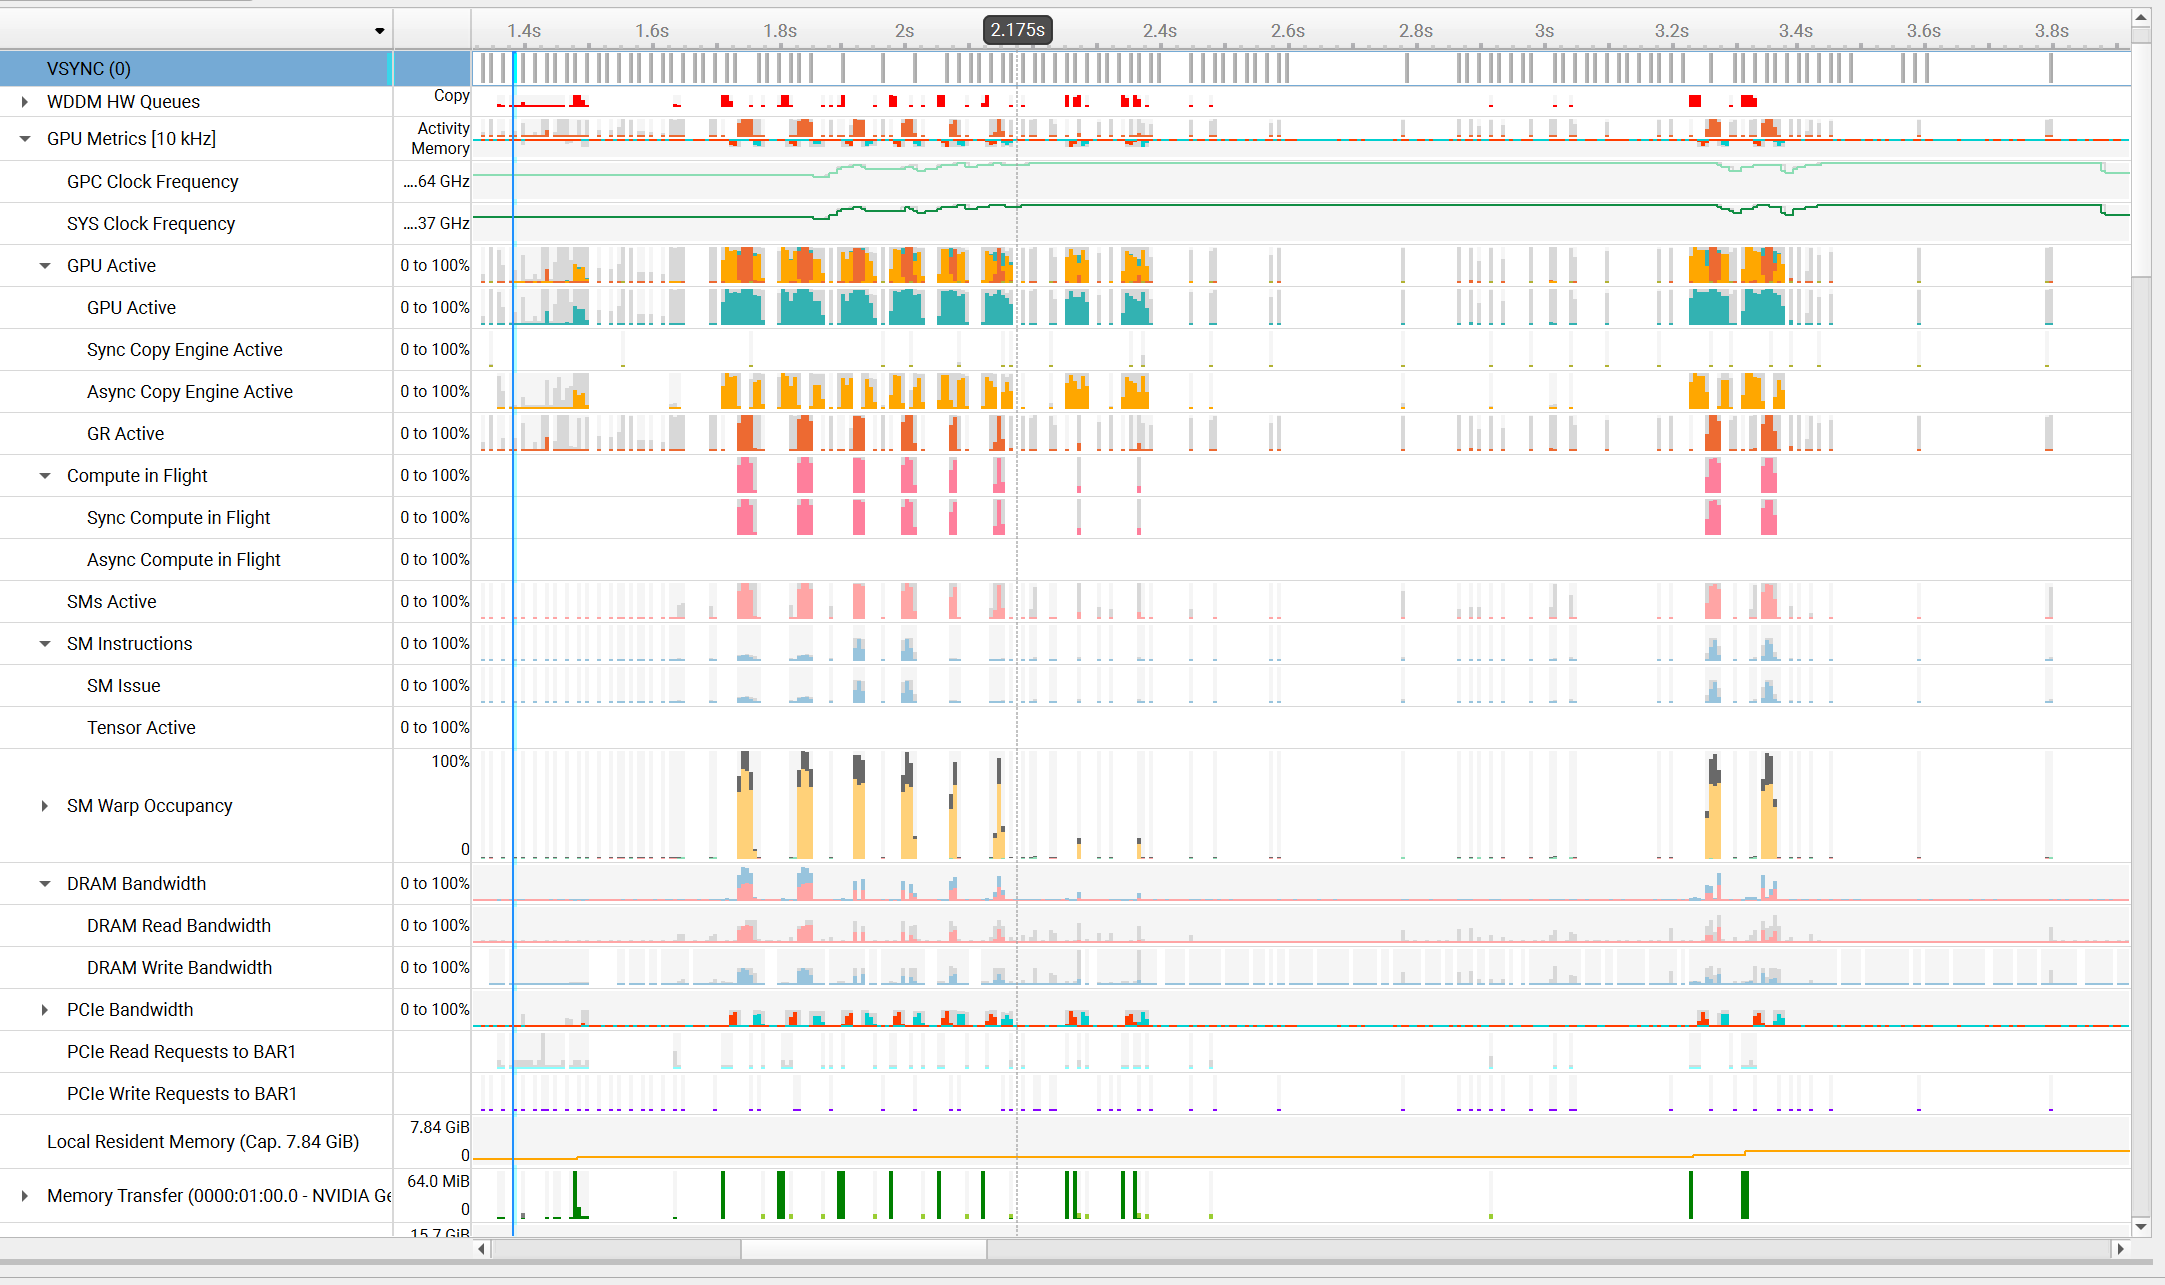 1.4s 1.6s 1.8s 2s 2.175s 2.4s 2.6s 2.8s 3s 3.2s 3.4s 3.6s 3.8s
VSYNC (0)
WDDM HW Queues Copy
GPU Metrics [10 kHz] Activity
Memory
GPC Clock Frequency ....64 GHz
SYS Clock Frequency ....37 GHz
GPU Active 0 to 100%
GPU Active 0 to 100%
Sync Copy Engine Active 0 to 100%
Async Copy Engine Active 0 to 100%
GR Active 0 to 100%
Compute in Flight 0 to 100%
Sync Compute in Flight 0 to 100%
Async Compute in Flight 0 to 100%
SMs Active 0 to 100%
SM Instructions 0 to 100%
SM Issue 0 to 100%
Tensor Active 0 to 100%
100%
SM Warp Occupancy
0
DRAM Bandwidth 0 to 100%
DRAM Read Bandwidth 0 to 100%
DRAM Write Bandwidth 0 to 100%
PCIe Bandwidth 0 to 100%
PCIe Read Requests to BAR1
PCIe Write Requests to BAR1
7.84 GiB
Local Resident Memory (Cap. 7.84 GiB)
0
64.0 MiB
Memory Transfer (0000:01:00.0 - NVIDIA Ge
0
15.7 GiB